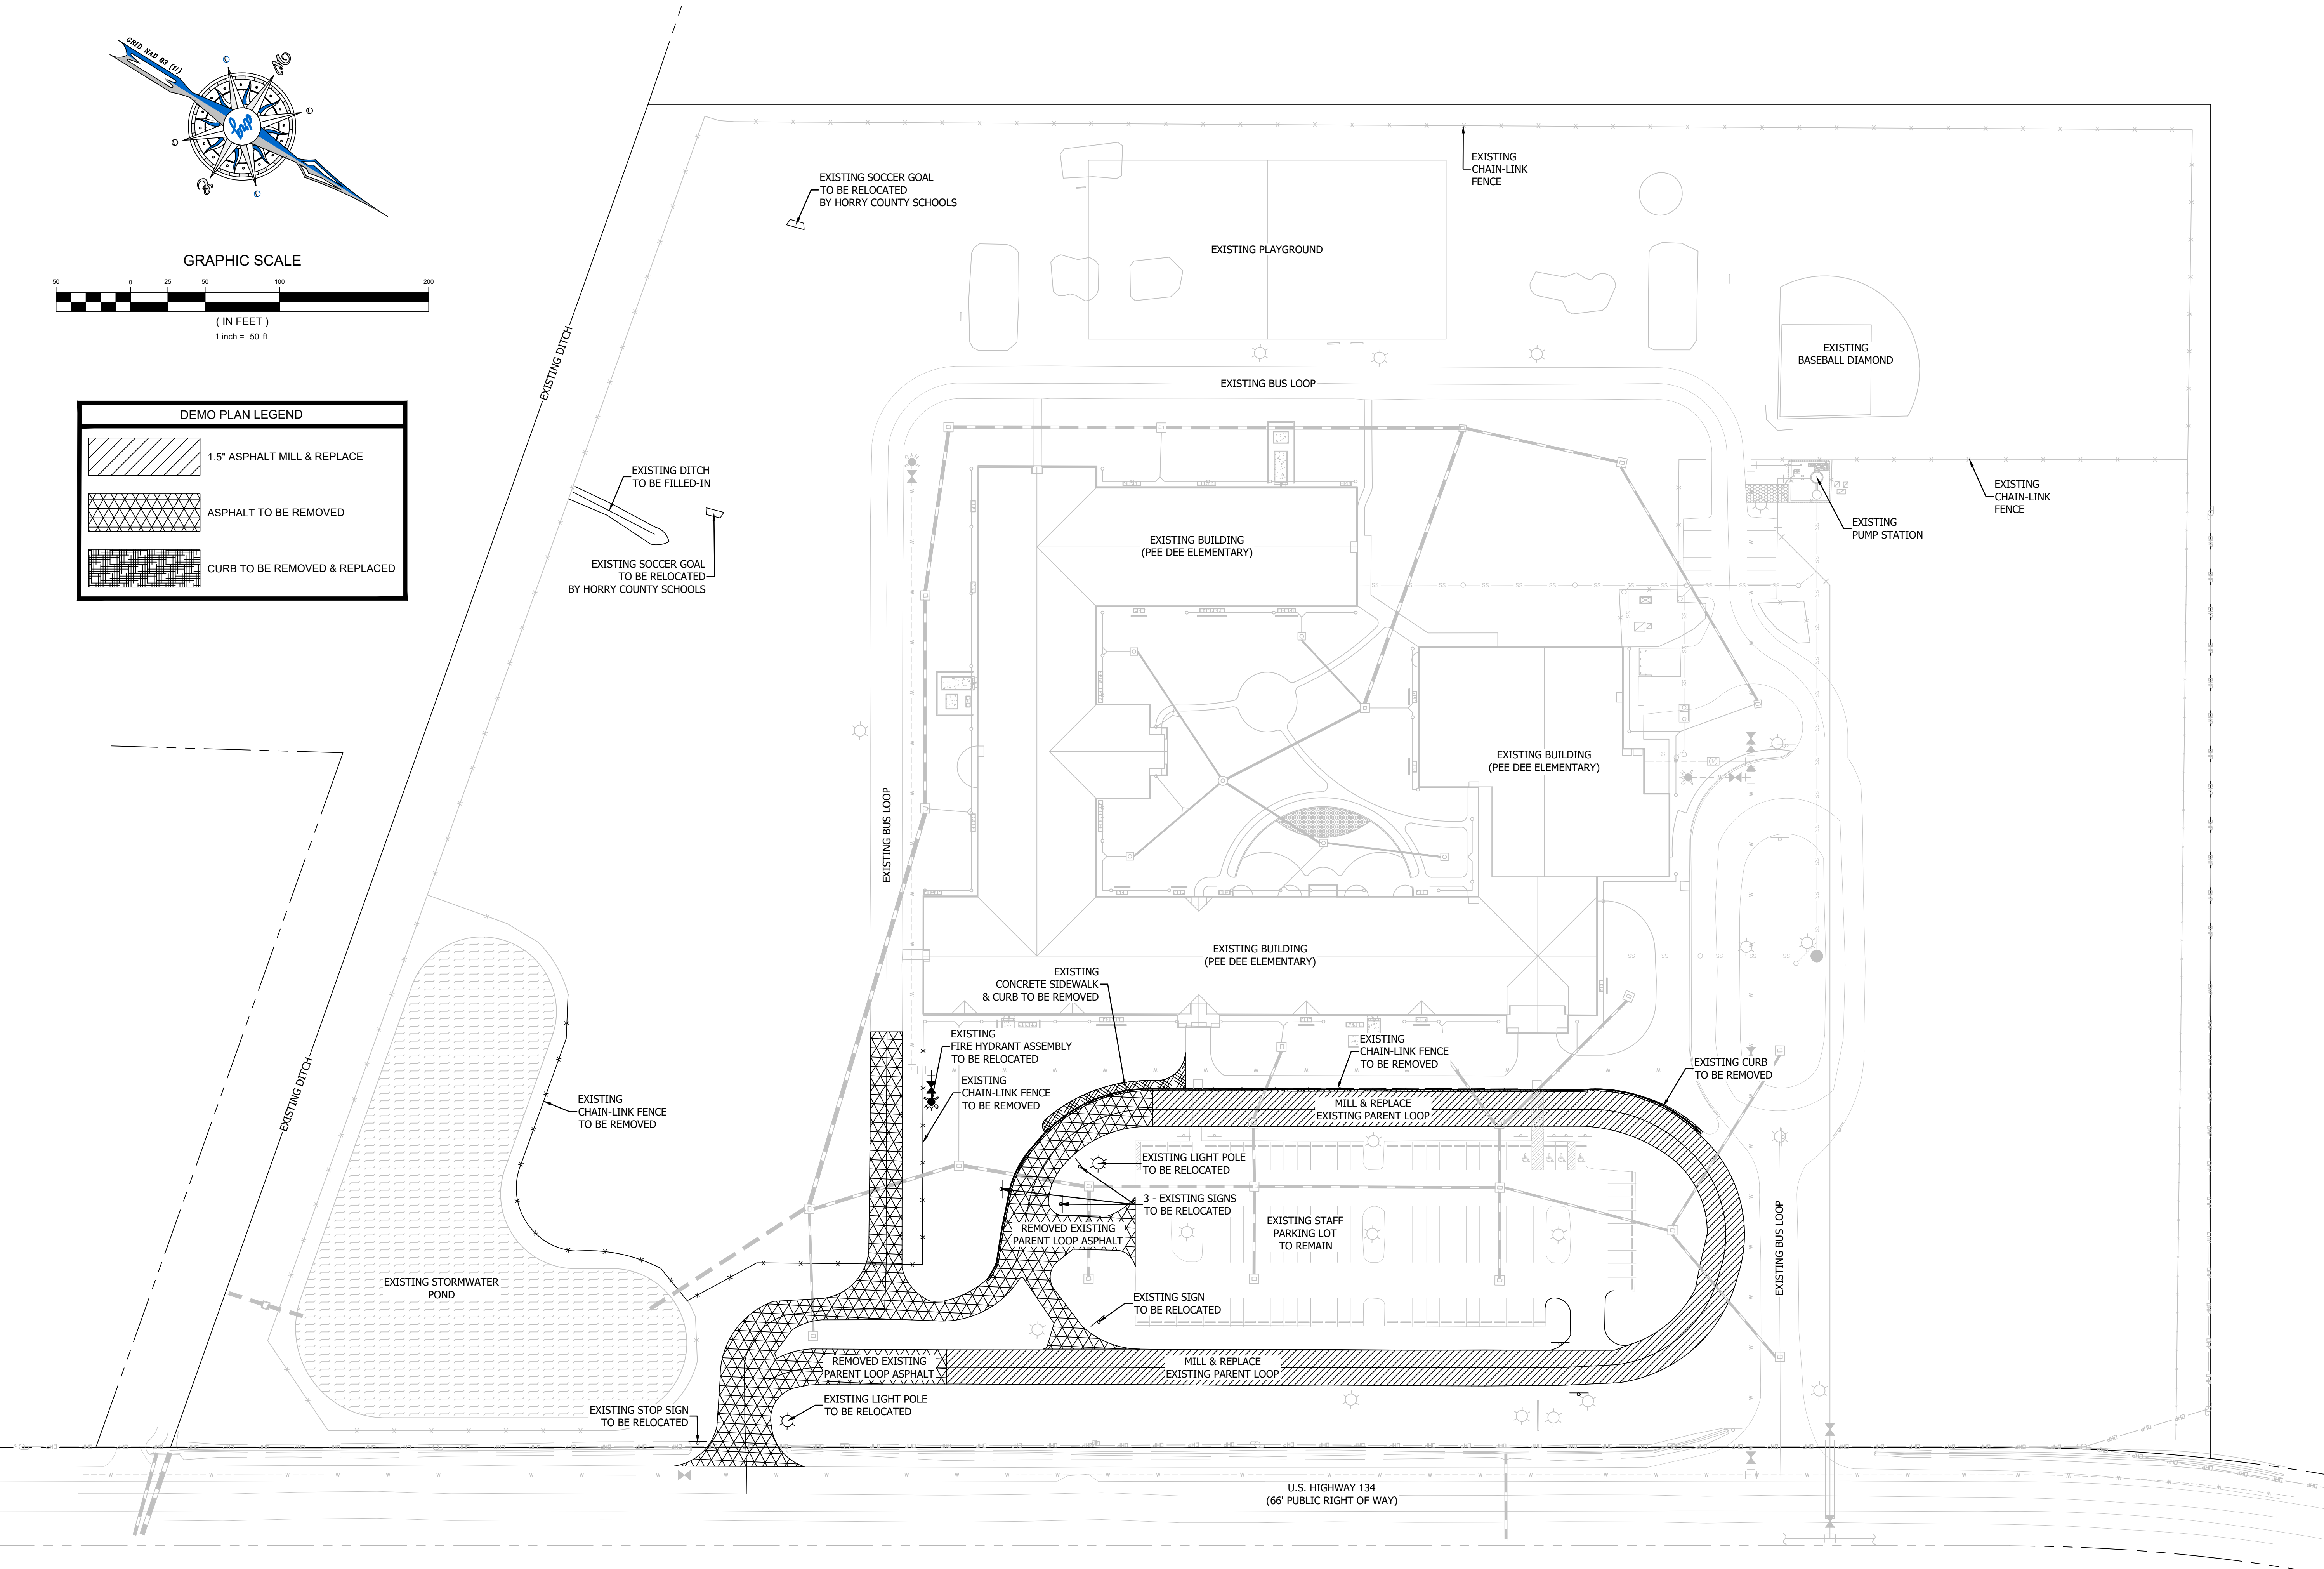 GRID NAD 83 (11)
GRAPHIC SCALE
50 0 25 50 100 200
( IN FEET )
1 inch = 50 ft.
DEMO PLAN LEGEND
1.5" ASPHALT MILL & REPLACE
ASPHALT TO BE REMOVED
CURB TO BE REMOVED & REPLACED
EXISTING DITCH
EXISTING SOCCER GOAL
TO BE RELOCATED
BY HORRY COUNTY SCHOOLS
EXISTING
CHAIN-LINK
FENCE
EXISTING PLAYGROUND
EXISTING
BASEBALL DIAMOND
EXISTING BUS LOOP
EXISTING DITCH
TO BE FILLED-IN
EXISTING SOCCER GOAL
TO BE RELOCATED
BY HORRY COUNTY SCHOOLS
EXISTING
CHAIN-LINK
FENCE
EXISTING
PUMP STATION
EXISTING BUILDING
(PEE DEE ELEMENTARY)
EXISTING BUILDING
(PEE DEE ELEMENTARY)
EXISTING BUS LOOP
EXISTING BUILDING
(PEE DEE ELEMENTARY)
EXISTING
CONCRETE SIDEWALK
& CURB TO BE REMOVED
EXISTING
FIRE HYDRANT ASSEMBLY
TO BE RELOCATED
EXISTING
CHAIN-LINK FENCE
TO BE REMOVED
EXISTING
CHAIN-LINK FENCE
TO BE REMOVED
EXISTING CURB
TO BE REMOVED
EXISTING DITCH
EXISTING
CHAIN-LINK FENCE
TO BE REMOVED
MILL & REPLACE
EXISTING PARENT LOOP
EXISTING LIGHT POLE
TO BE RELOCATED
3 - EXISTING SIGNS
TO BE RELOCATED
REMOVED EXISTING
PARENT LOOP ASPHALT
EXISTING STAFF
PARKING LOT
TO REMAIN
EXISTING BUS LOOP
EXISTING STORMWATER
POND
EXISTING SIGN
TO BE RELOCATED
REMOVED EXISTING
PARENT LOOP ASPHALT
MILL & REPLACE
EXISTING PARENT LOOP
EXISTING LIGHT POLE
TO BE RELOCATED
EXISTING STOP SIGN
TO BE RELOCATED
U.S. HIGHWAY 134
(66' PUBLIC RIGHT OF WAY)